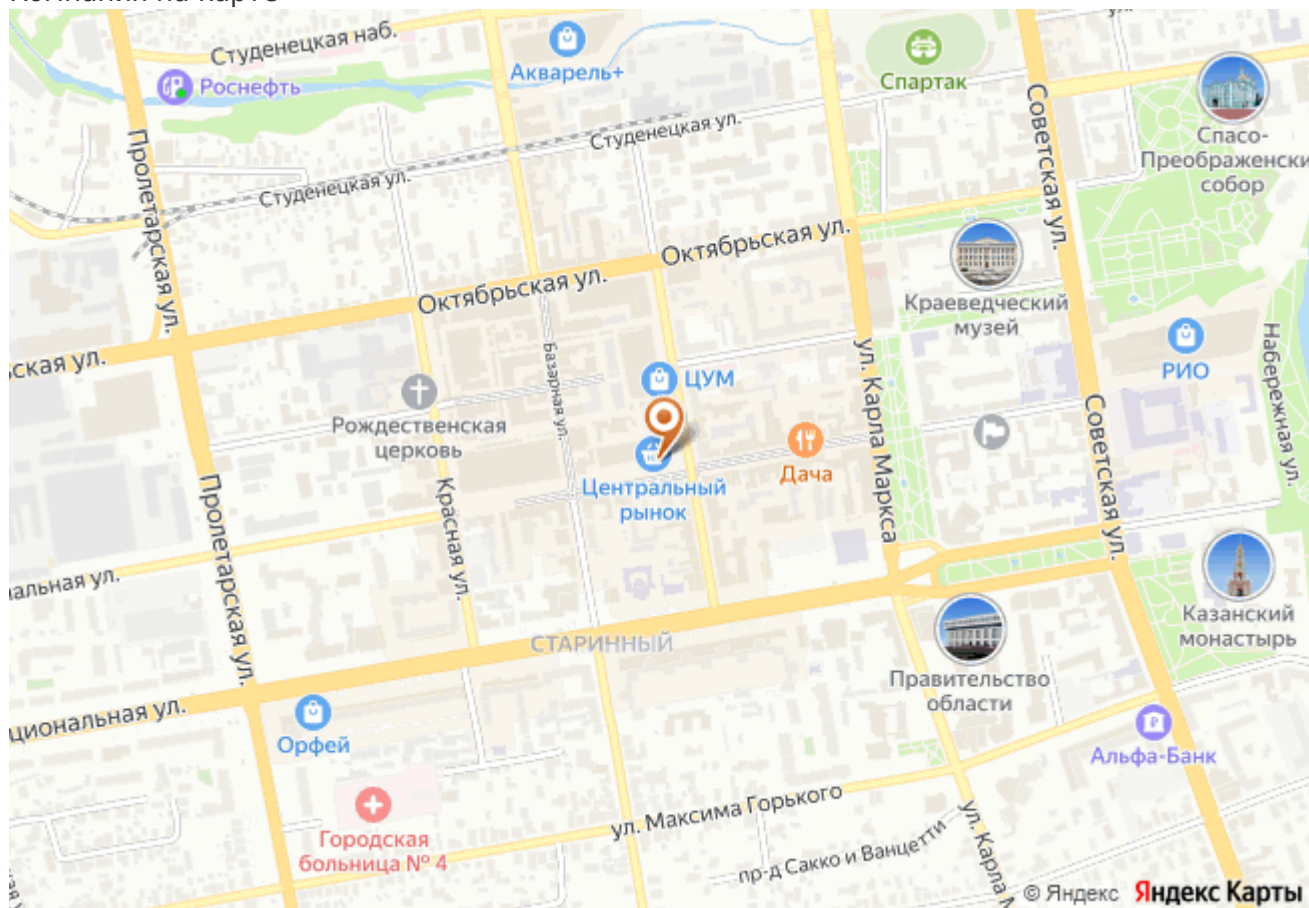 Студенецкая наб.
Роснефть
Акварель+
Спартак
Советская ул.
Спасо-
Преображенски
собор
Студенецкая ул.
Студенецкая ул.
Пролетарская ул.
Октябрьская ул.
Октябрьская ул.
Краеведческий
музей
ская ул.
Базарная ул.
ЦУМ
ул. Карла Маркса
РИО
Набережная ул.
Рождественская
церковь
Центральный
рынок
Дача
Советская ул.
Пролетарская ул.
Красная ул.
альная ул.
СТАРИННЫЙ
Казанский
монастырь
Правительство
области
циональная ул.
Орфей
Альфа-Банк
Городская
больница № 4
ул. Максима Горького
пр-д Сакко и Ванцетти
ул. Карла М
© Яндекс Яндекс Карты